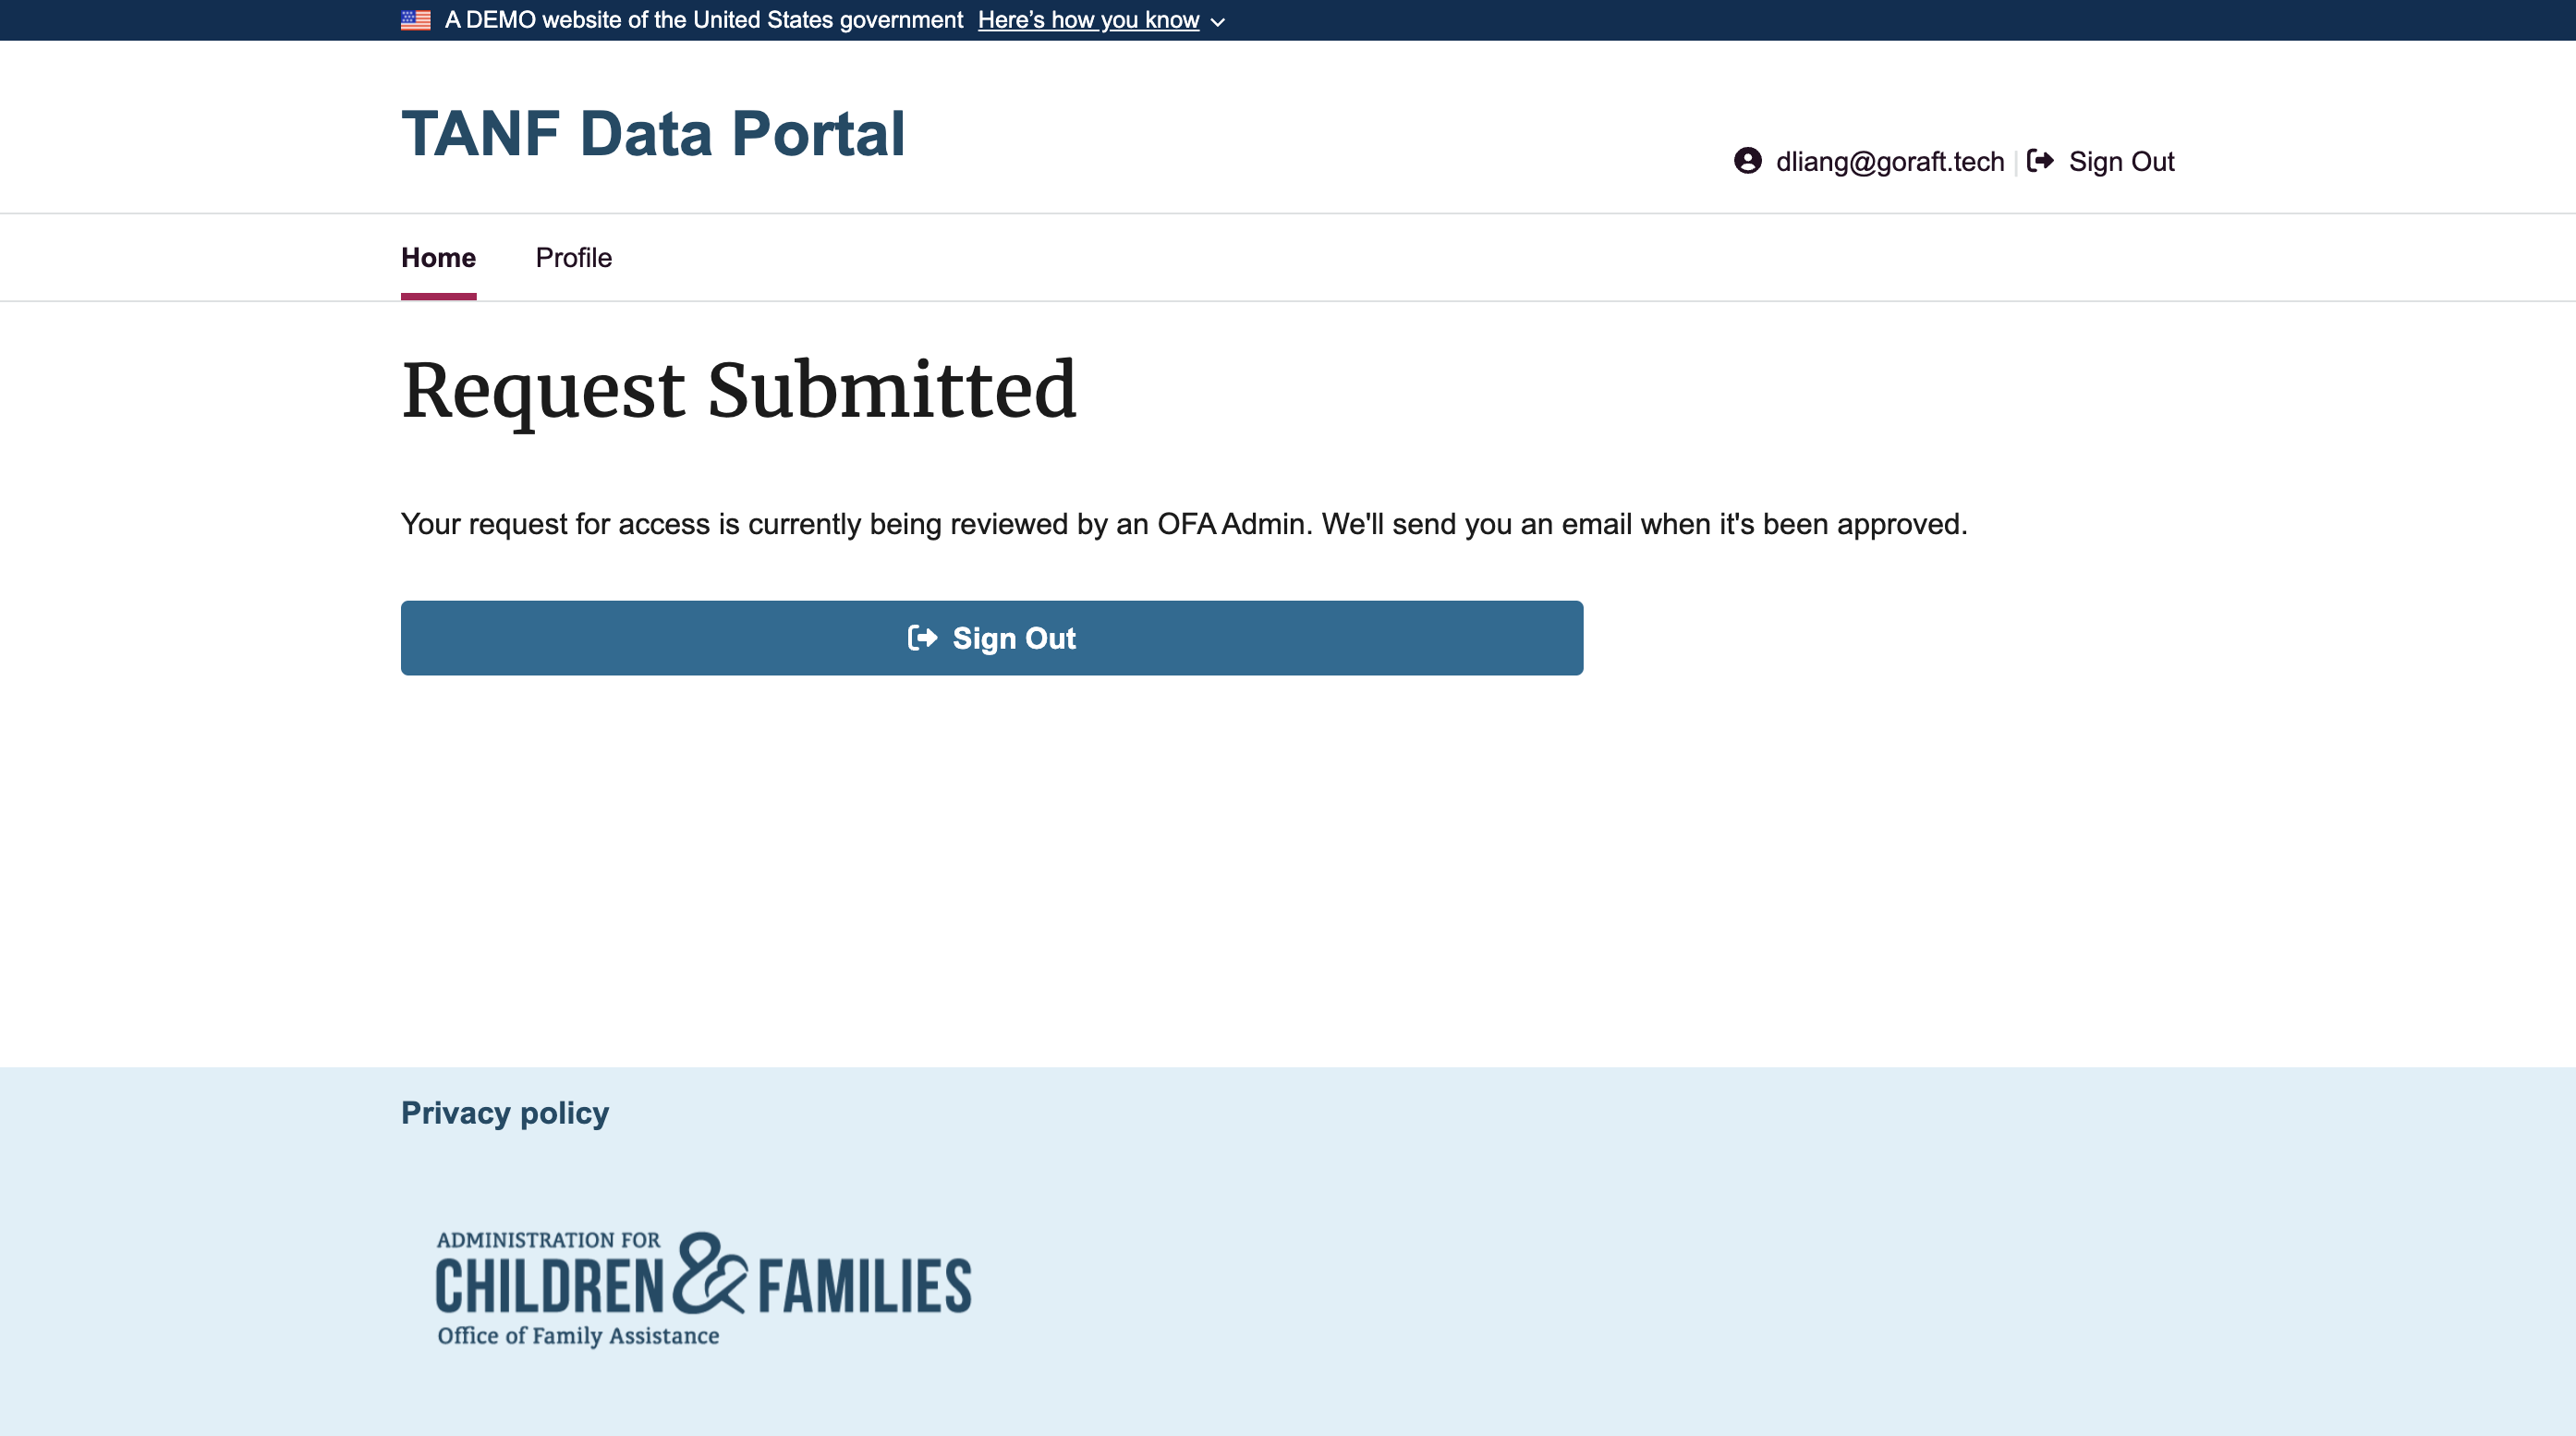 A DEMO website of the United States government Here’s how you know
TANF Data Portal
dliang@goraft.tech Sign Out
Home Profile
Request Submitted
Your request for access is currently being reviewed by an OFA Admin. We'll send you an email when it's been approved.
Sign Out
Privacy policy
ADMINISTRATION FOR
CHILDREN & FAMILIES
Office of Family Assistance